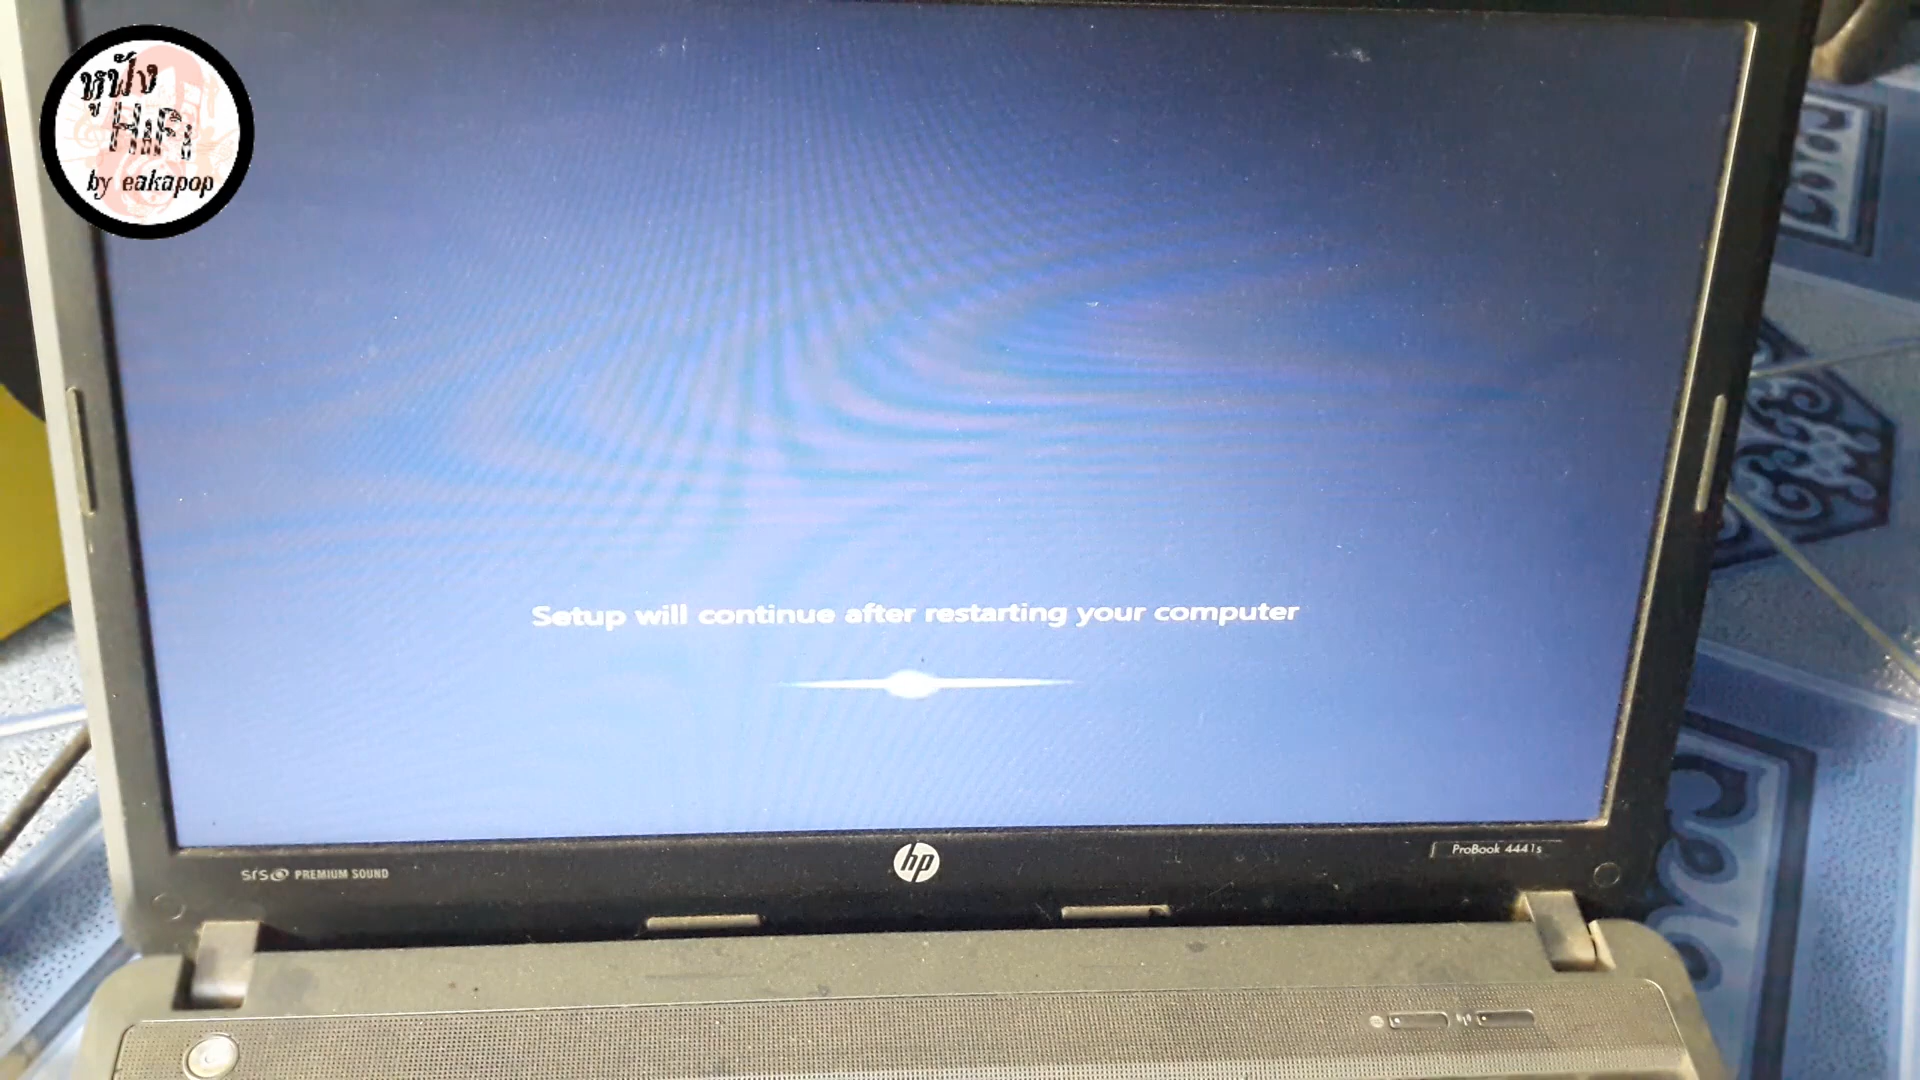 หูฟัง
HiFi
by eakapop
Setup will continue after restarting your computer
SRS PREMIUM SOUND
hp
ProBook 4441s